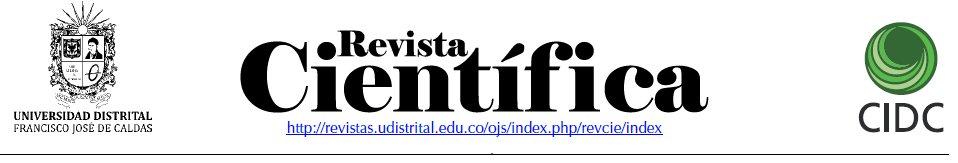 UNIVERSIDAD DISTRITAL
FRANCISCO JOSÉ DE CALDAS
Revista
Científica
http://revistas.udistrital.edu.co/ojs/index.php/revcie/index
CIDC